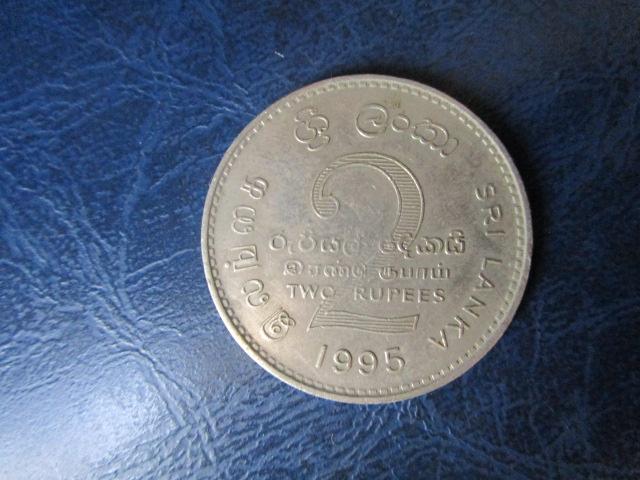 ශ්‍රී ලංකා
இலங்கை
SRI LANKA
2
රුපියල් දෙකයි
இரண்டு ரூபாய்
TWO RUPEES
1995